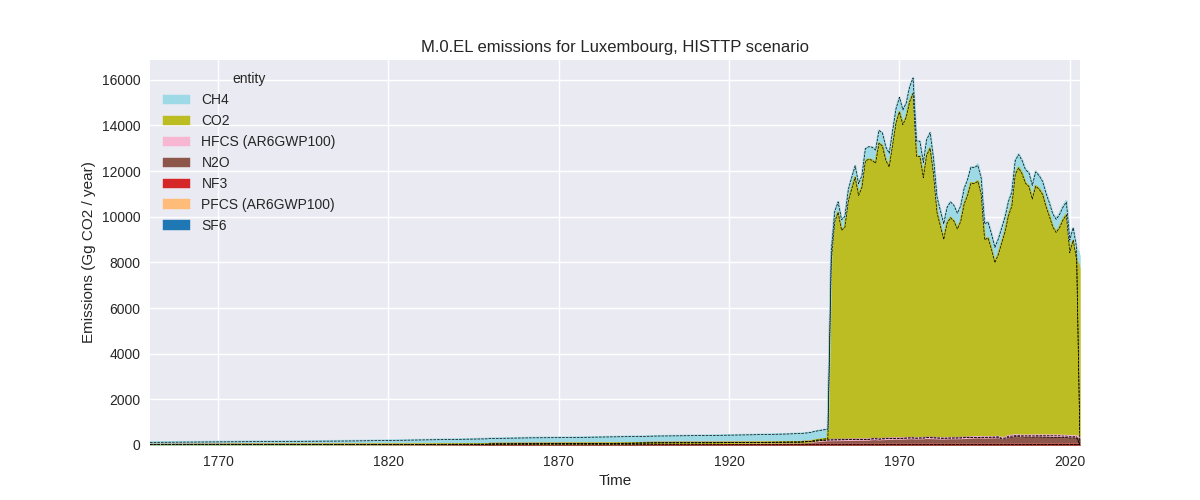 M.0.EL emissions for Luxembourg, HISTTP scenario
Emissions (Gg CO2 / year)
16000
14000
12000
10000
8000
6000
4000
2000
0
entity
CH4
CO2
HFCS (AR6GWP100)
N2O
NF3
PFCS (AR6GWP100)
SF6
1770
1820
1870
1920
1970
2020
Time